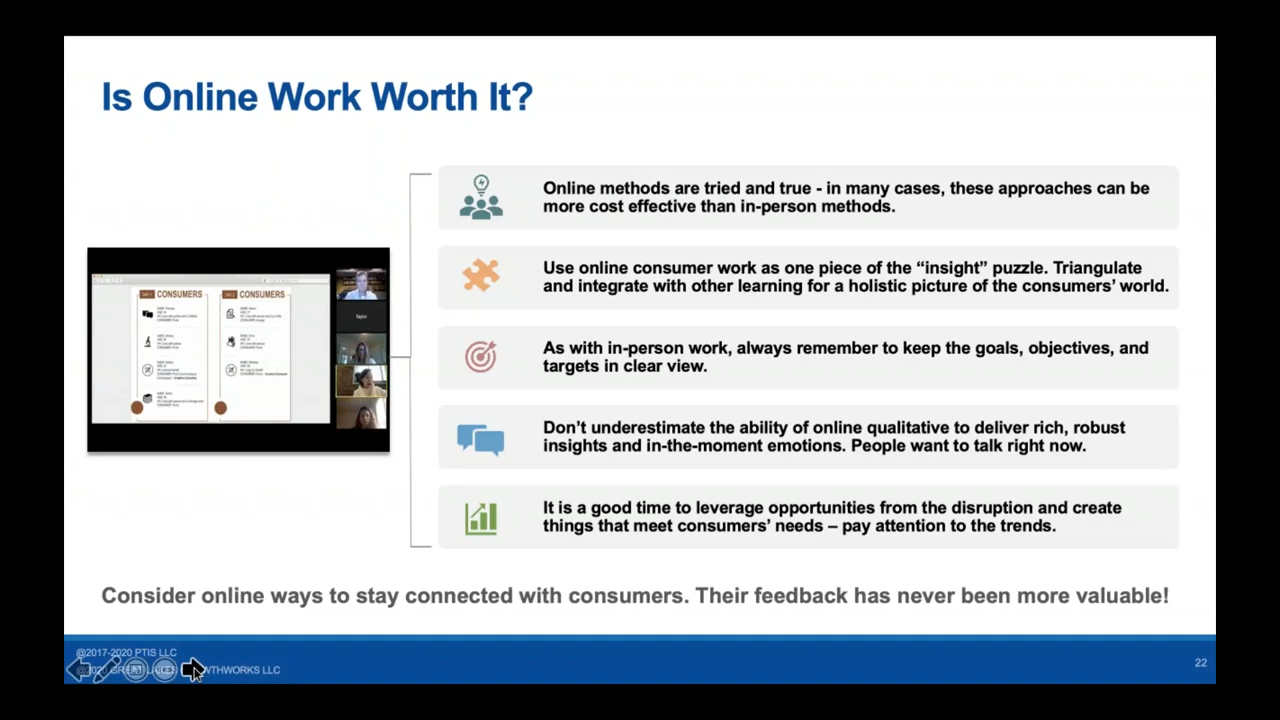 Is Online Work Worth It?
CONSUMERS
CONSUMERS
Taylor
Online methods are tried and true - in many cases, these approaches can be
more cost effective than in-person methods.
Use online consumer work as one piece of the “insight” puzzle. Triangulate
and integrate with other learning for a holistic picture of the consumers’ world.
As with in-person work, always remember to keep the goals, objectives, and
targets in clear view.
Don’t underestimate the ability of online qualitative to deliver rich, robust
insights and in-the-moment emotions. People want to talk right now.
It is a good time to leverage opportunities from the disruption and create
things that meet consumers’ needs – pay attention to the trends.
Consider online ways to stay connected with consumers. Their feedback has never been more valuable!
@2017-2020 PTIS LLC
LLC
22